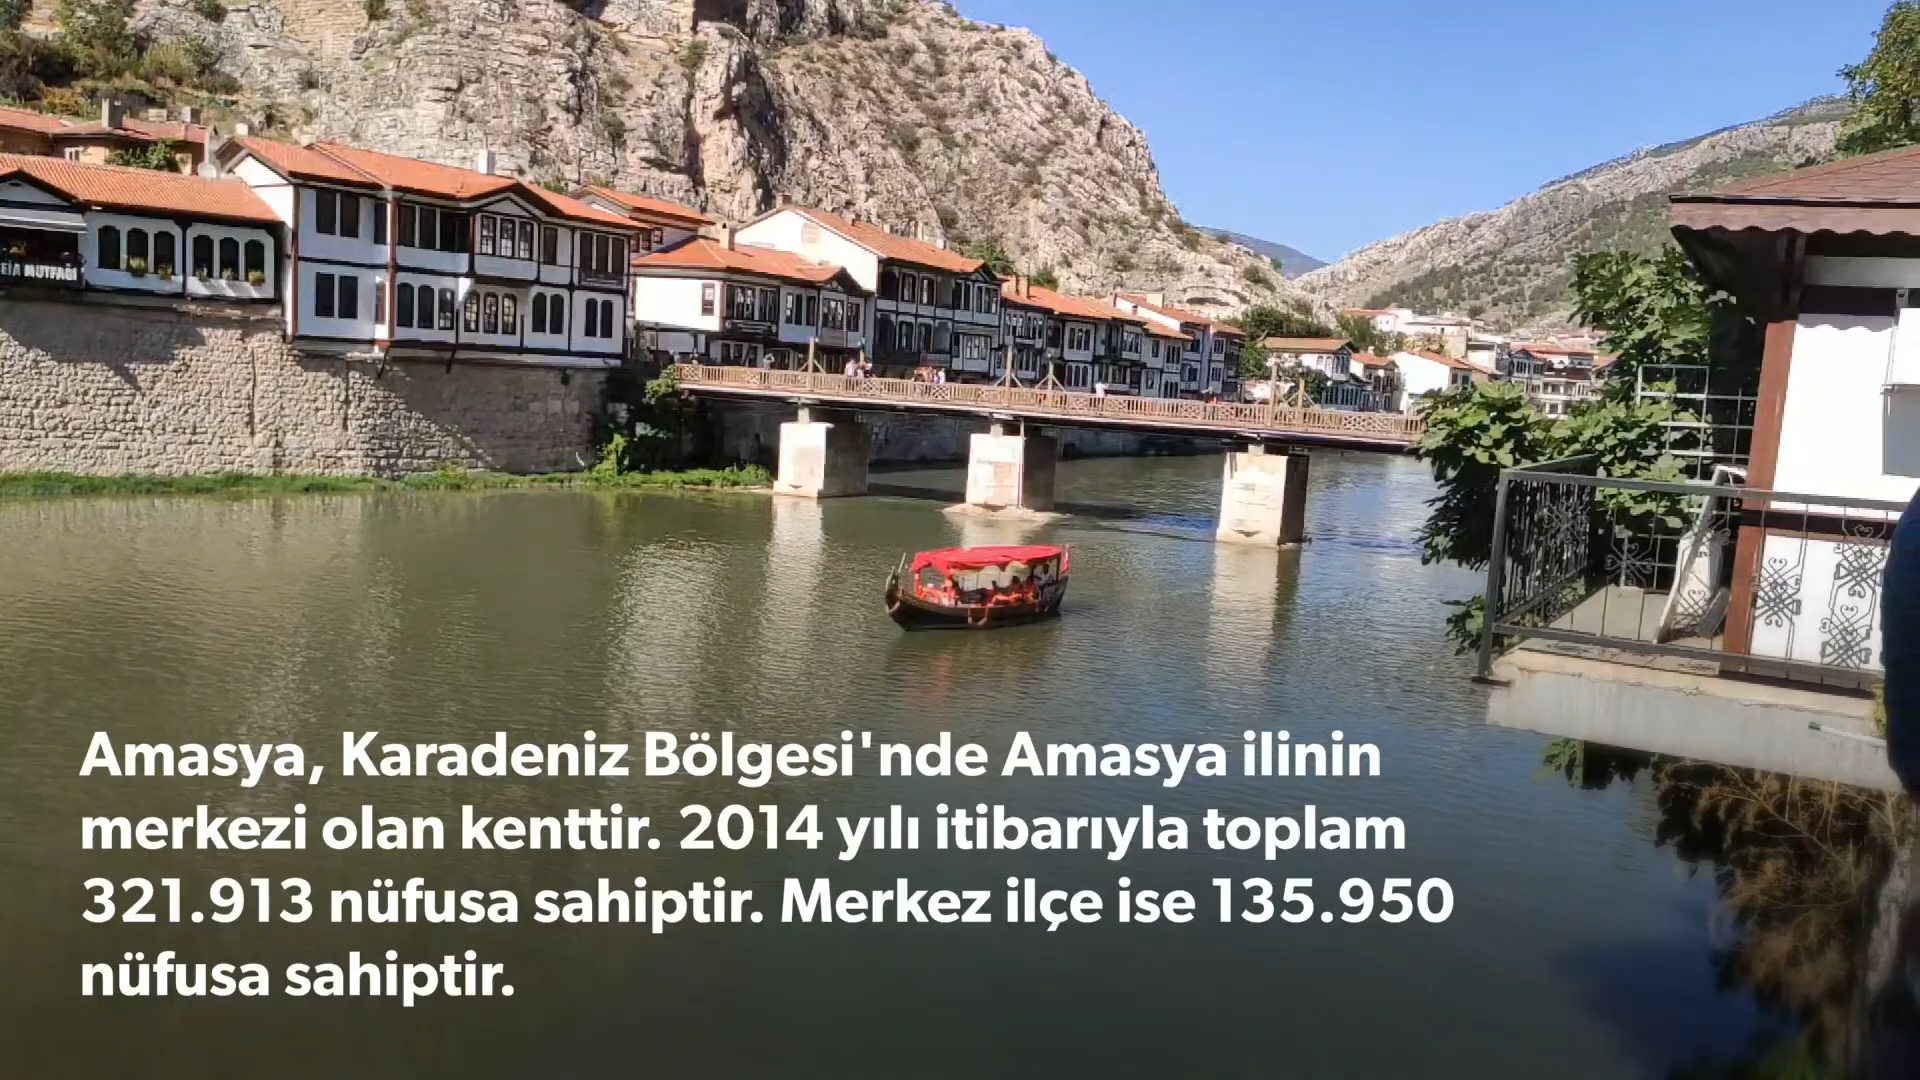 MUTFAĞI
Amasya, Karadeniz Bölgesi'nde Amasya ilinin
merkezi olan kenttir. 2014 yılı itibarıyla toplam
321.913 nüfusa sahiptir. Merkez ilçe ise 135.950
nüfusa sahiptir.